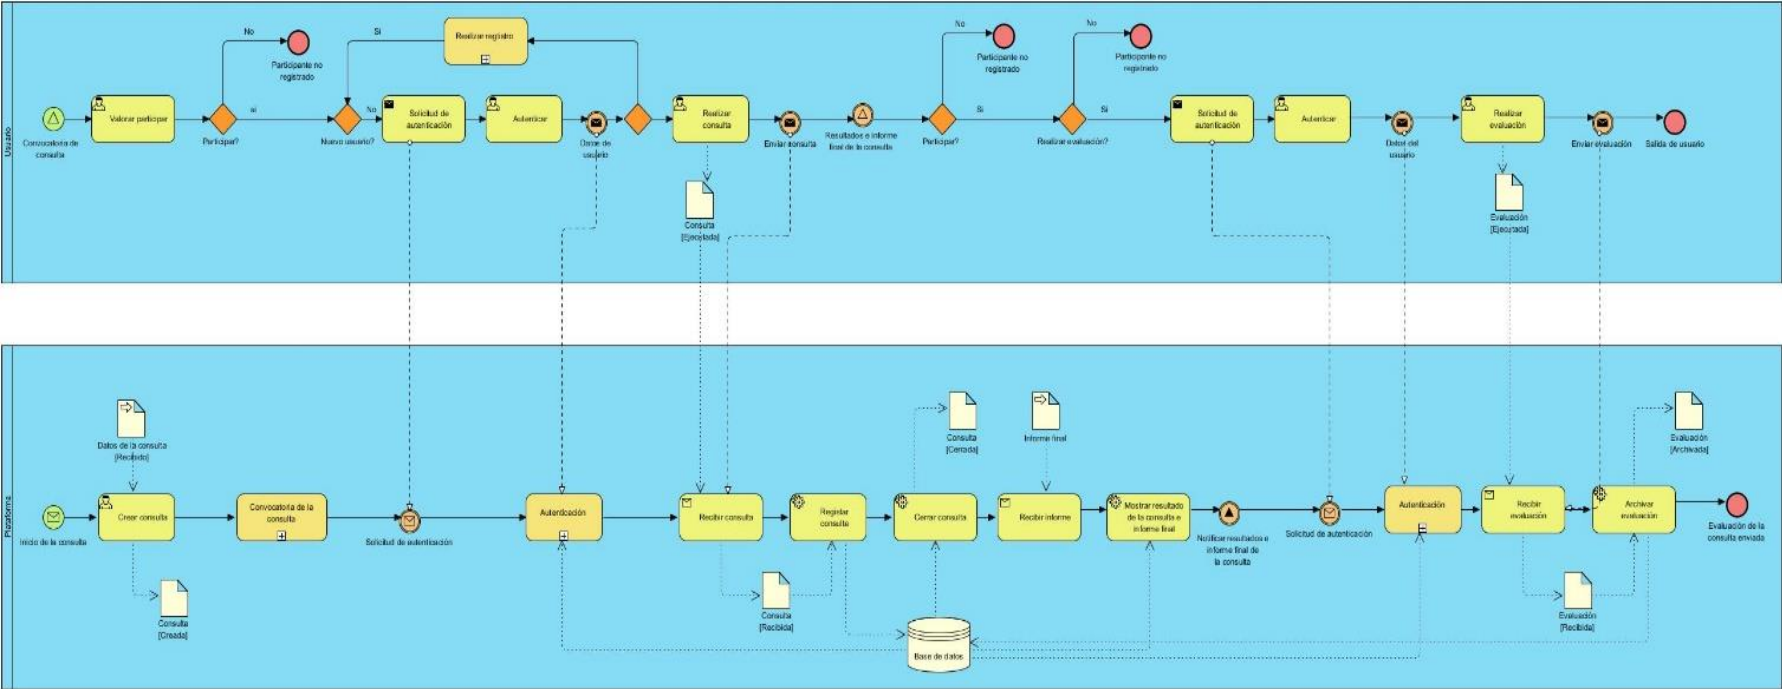 Usuario
No
Participante no
registrado
Si
Realizar registro
No
Participante no
registrado
No
Participante no
registrado
Convocatoria de
consulta
Valorar participar
si
Participar?
Nuevo usuario?
No
Solicitud de
autenticación
Autenticar
Datos de
usuario
Realizar
consulta
Enviar consulta
Resultados e informe
final de la consulta
Participar?
Si
Realizar evaluación?
Si
Solicitud de
autenticación
Autenticar
Datos del
usuario
Realizar
evaluación
Enviar evaluación
Salida de usuario
Consulta
[Ejecutada]
Evaluación
[Ejecutada]
Plataforma
Datos de la consulta
[Recibido]
Consulta
[Cerrada]
Informe final
Evaluación
[Archivada]
Inicio de la consulta
Crear consulta
Convocatoria de la
consulta
Solicitud de autenticación
Autenticación
Recibir consulta
Registar
consulta
Cerrar consulta
Recibir informe
Mostrar resultado
de la consulta e
informe final
Notificar resultados e
informe final de
la consulta
Solicitud de autenticación
Autenticación
Recibir
evaluación
Archivar
evaluación
Evaluación de la
consulta enviada
Consulta
[Creada]
Consulta
[Recibida]
Base de datos
Evaluación
[Recibida]